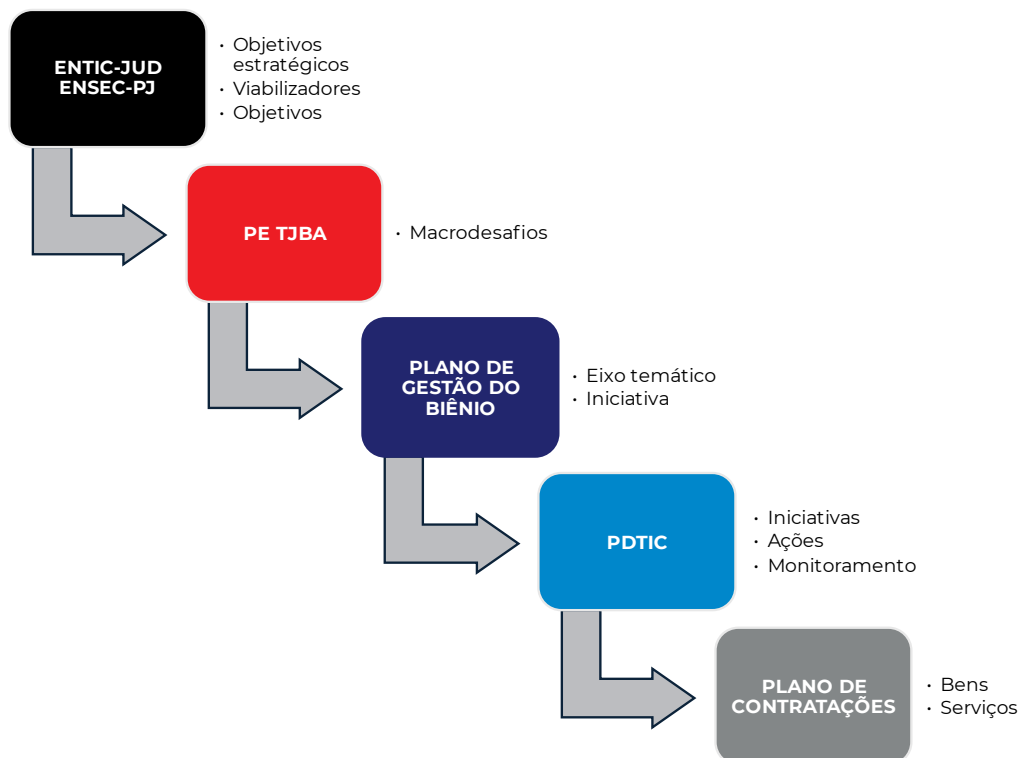 ENTIC-JUD
ENSEC-PJ
• Objetivos
estratégicos
• Viabilizadores
• Objetivos
PE TJBA
• Macrodesafios
PLANO DE
GESTÃO DO
BIÊNIO
• Eixo temático
• Iniciativa
PDTIC
• Iniciativas
• Ações
• Monitoramento
PLANO DE
CONTRATAÇÕES
• Bens
• Serviços